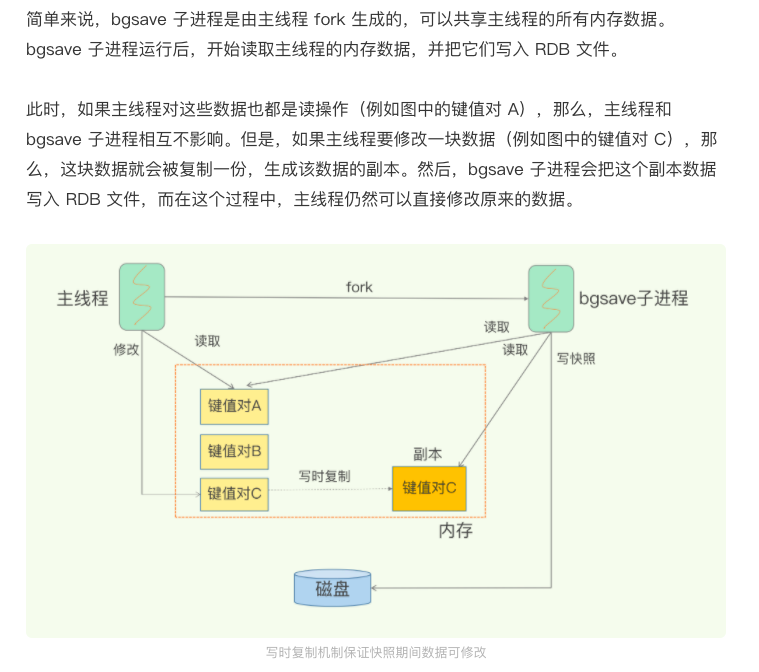 简单来说，bgsave 子进程是由主线程 fork 生成的，可以共享主线程的所有内存数据。
bgsave 子进程运行后，开始读取主线程的内存数据，并把它们写入 RDB 文件。
此时，如果主线程对这些数据也都是读操作（例如图中的键值对 A），那么，主线程和
bgsave 子进程相互不影响。但是，如果主线程要修改一块数据（例如图中的键值对 C），那
么，这块数据就会被复制一份，生成该数据的副本。然后，bgsave 子进程会把这个副本数据
写入 RDB 文件，而在这个过程中，主线程仍然可以直接修改原来的数据。
主线程
fork
bgsave子进程
修改
读取
读取
读取
写快照
键值对A
键值对B
键值对C
写时复制
副本
键值对C
内存
磁盘
写时复制机制保证快照期间数据可修改